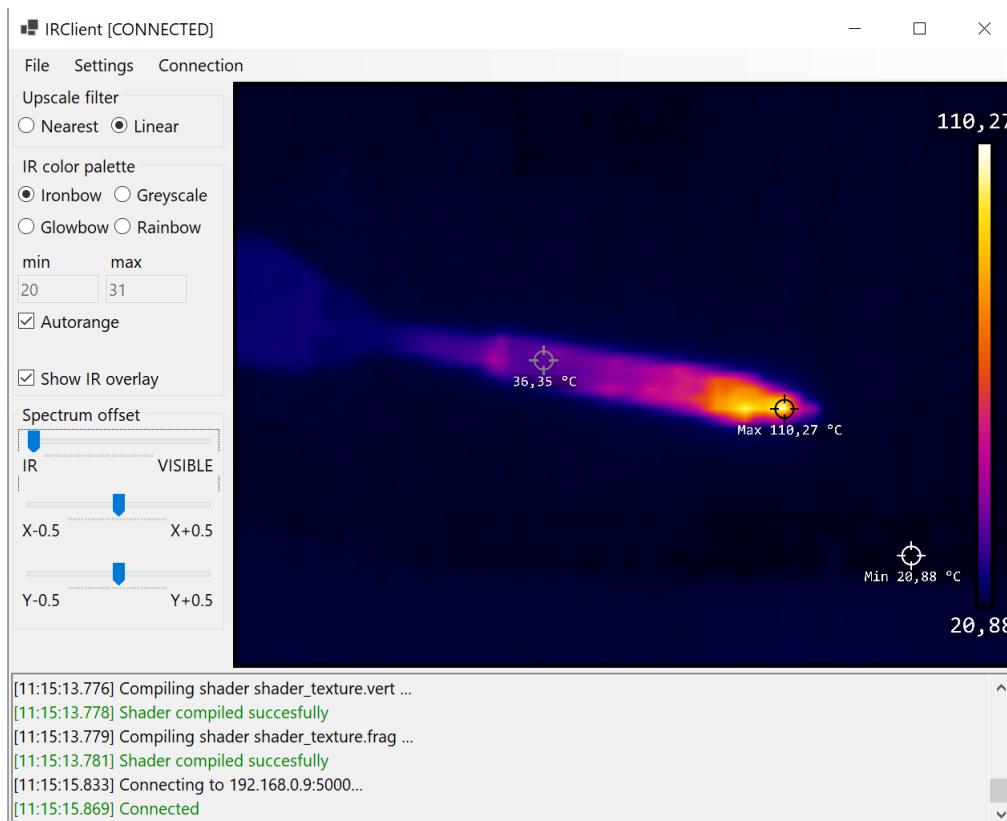 IRClient [CONNECTED]
File Settings Connection
Upscale filter
Nearest Linear
IR color palette
Ironbow Greyscale
Glowbow Rainbow
min max
20 31
Autorange
Show IR overlay
Spectrum offset
IR VISIBLE
X-0.5 X+0.5
Y-0.5 Y+0.5
110,27
36,35 °C
Max 110,27 °C
Min 20,88 °C
20,88
[11:15:13.776] Compiling shader shader_texture.vert ...
[11:15:13.778] Shader compiled succesfully
[11:15:13.779] Compiling shader shader_texture.frag ...
[11:15:13.781] Shader compiled succesfully
[11:15:15.833] Connecting to 192.168.0.9:5000...
[11:15:15.869] Connected